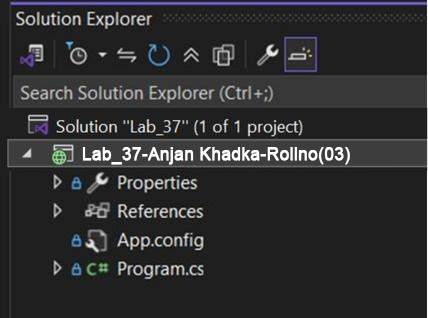 Solution Explorer
Search Solution Explorer (Ctrl+;)
Solution "Lab_37" (1 of 1 project)
Lab_37-Anjan Khadka-Rollno(03)
Properties
References
App.config
C# Program.cs